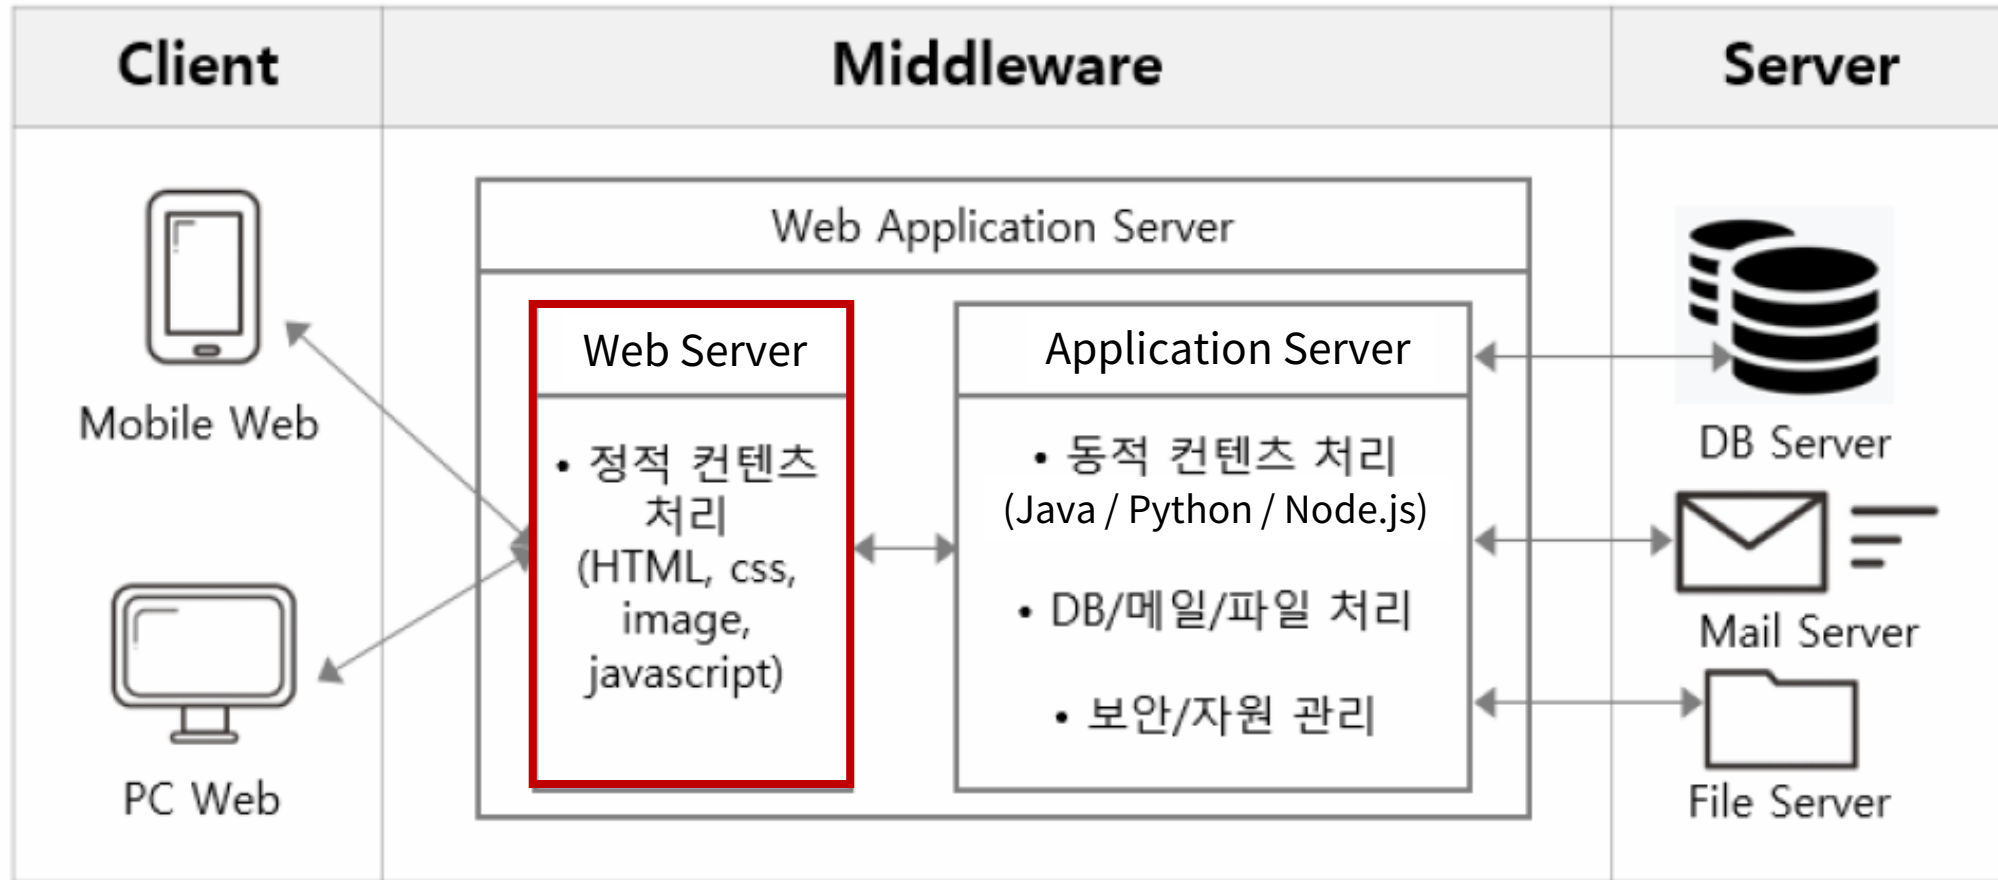 Client
Middleware
Server
Web Application Server
Mobile Web
PC Web
Web Server
• 정적 컨텐츠
처리
(HTML, css,
image,
javascript)
Application Server
• 동적 컨텐츠 처리
(Java / Python / Node.js)
• DB/메일/파일 처리
• 보안/자원 관리
DB Server
Mail Server
File Server